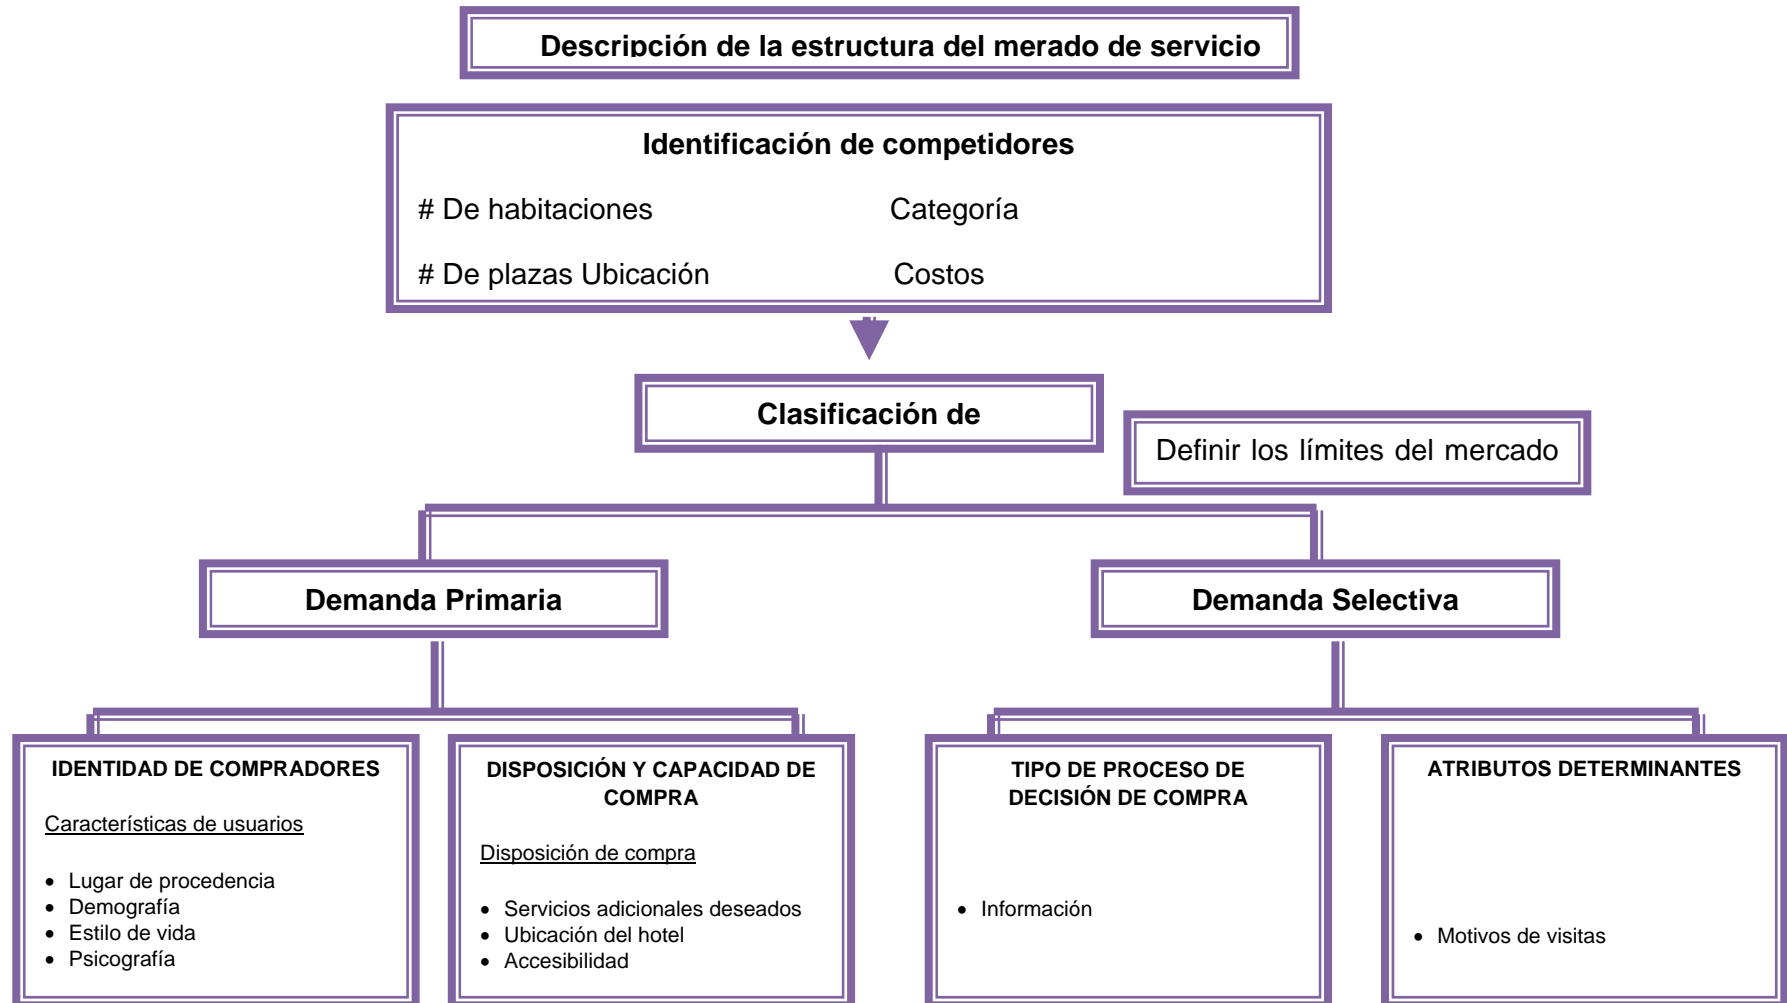 Descripción de la estructura del merado de servicio
Identificación de competidores
# De habitaciones Categoría
# De plazas Ubicación Costos
Clasificación de
Definir los límites del mercado
Demanda Primaria
Demanda Selectiva
IDENTIDAD DE COMPRADORES
Características de usuarios
• Lugar de procedencia
• Demografía
• Estilo de vida
• Psicografía
DISPOSICIÓN Y CAPACIDAD DE
COMPRA
Disposición de compra
• Servicios adicionales deseados
• Ubicación del hotel
• Accesibilidad
TIPO DE PROCESO DE
DECISIÓN DE COMPRA
• Información
ATRIBUTOS DETERMINANTES
• Motivos de visitas